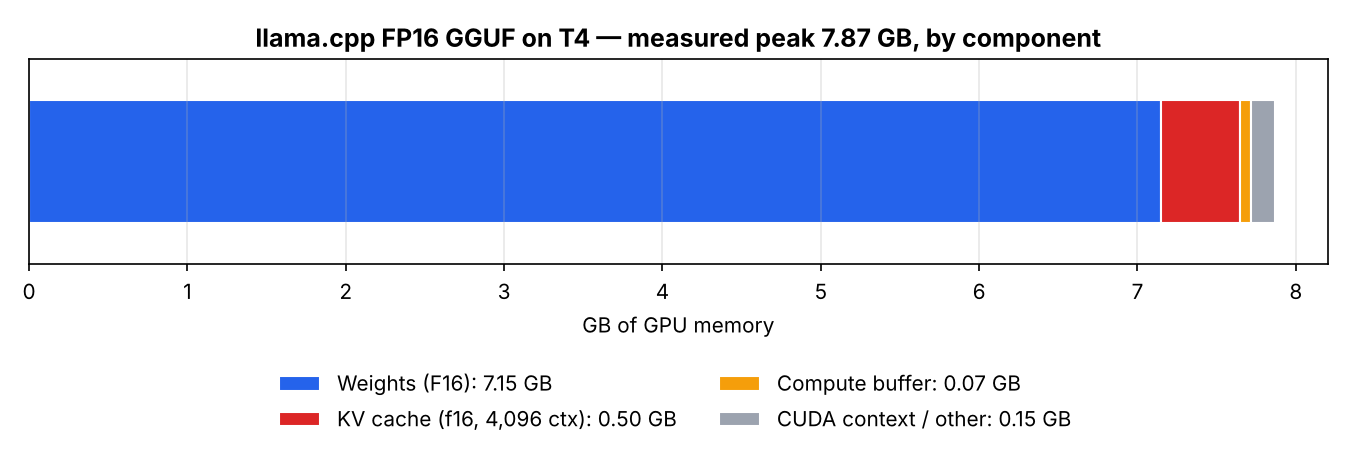 llama.cpp FP16 GGUF on T4 — measured peak 7.87 GB, by component
0 1 2 3 4 5 6 7 8
GB of GPU memory
Weights (F16): 7.15 GB
KV cache (f16, 4,096 ctx): 0.50 GB
Compute buffer: 0.07 GB
CUDA context / other: 0.15 GB